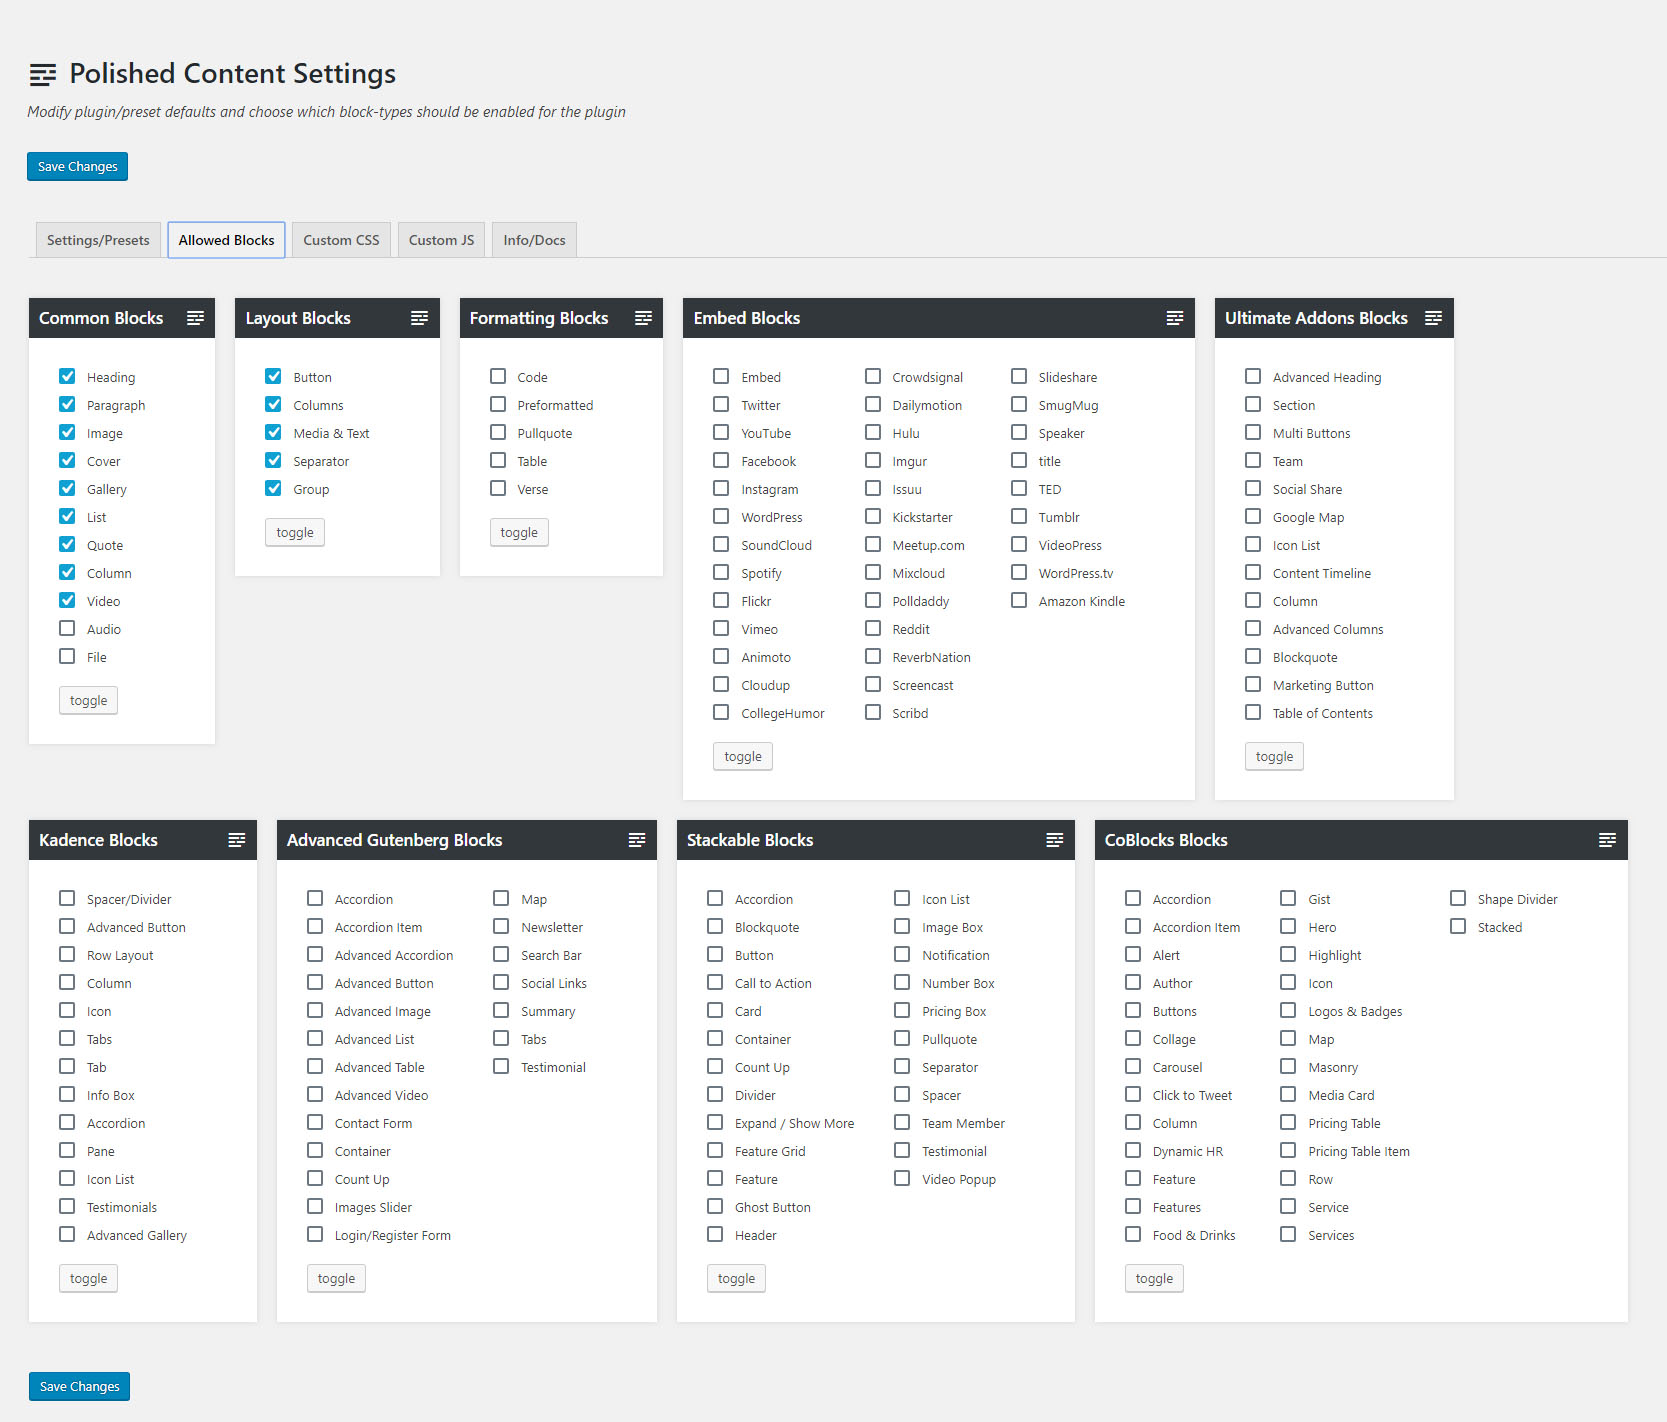 Polished Content Settings
Modify plugin/preset defaults and choose which block-types should be enabled for the plugin
Save Changes
Settings/Presets
Allowed Blocks
Custom CSS
Custom JS
Info/Docs
Common Blocks
Heading
Paragraph
Image
Cover
Gallery
List
Quote
Column
Video
Audio
File
toggle
Layout Blocks
Button
Columns
Media & Text
Separator
Group
toggle
Formatting Blocks
Code
Preformatted
Pullquote
Table
Verse
toggle
Embed Blocks
Embed
Twitter
YouTube
Facebook
Instagram
WordPress
SoundCloud
Spotify
Flickr
Vimeo
Animoto
Cloudup
CollegeHumor
Crowdsignal
Dailymotion
Hulu
Imgur
Issuu
Kickstarter
Meetup.com
Mixcloud
Polldaddy
Reddit
ReverbNation
Screencast
Scribd
Slideshare
SmugMug
Speaker
title
TED
Tumblr
VideoPress
WordPress.tv
Amazon Kindle
toggle
Ultimate Addons Blocks
Advanced Heading
Section
Multi Buttons
Team
Social Share
Google Map
Icon List
Content Timeline
Column
Advanced Columns
Blockquote
Marketing Button
Table of Contents
toggle
Kadence Blocks
Spacer/Divider
Advanced Button
Row Layout
Column
Icon
Tabs
Tab
Info Box
Accordion
Pane
Icon List
Testimonials
Advanced Gallery
toggle
Advanced Gutenberg Blocks
Accordion
Accordion Item
Advanced Accordion
Advanced Button
Advanced Image
Advanced List
Advanced Table
Advanced Video
Contact Form
Container
Count Up
Images Slider
Login/Register Form
Map
Newsletter
Search Bar
Social Links
Summary
Tabs
Testimonial
toggle
Stackable Blocks
Accordion
Blockquote
Button
Call to Action
Card
Container
Count Up
Divider
Expand / Show More
Feature Grid
Feature
Ghost Button
Header
Icon List
Image Box
Notification
Number Box
Pricing Box
Pullquote
Separator
Spacer
Team Member
Testimonial
Video Popup
toggle
CoBlocks Blocks
Accordion
Accordion Item
Alert
Author
Buttons
Collage
Carousel
Click to Tweet
Column
Dynamic HR
Feature
Features
Food & Drinks
Gist
Hero
Highlight
Icon
Logos & Badges
Map
Masonry
Media Card
Pricing Table
Pricing Table Item
Row
Service
Services
Shape Divider
Stacked
toggle
Save Changes